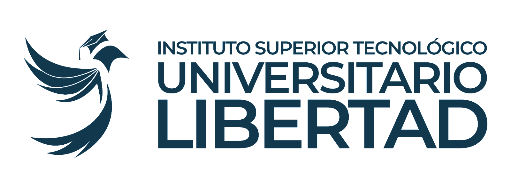 INSTITUTO SUPERIOR TECNOLÓGICO
UNIVERSITARIO
LIBERTAD